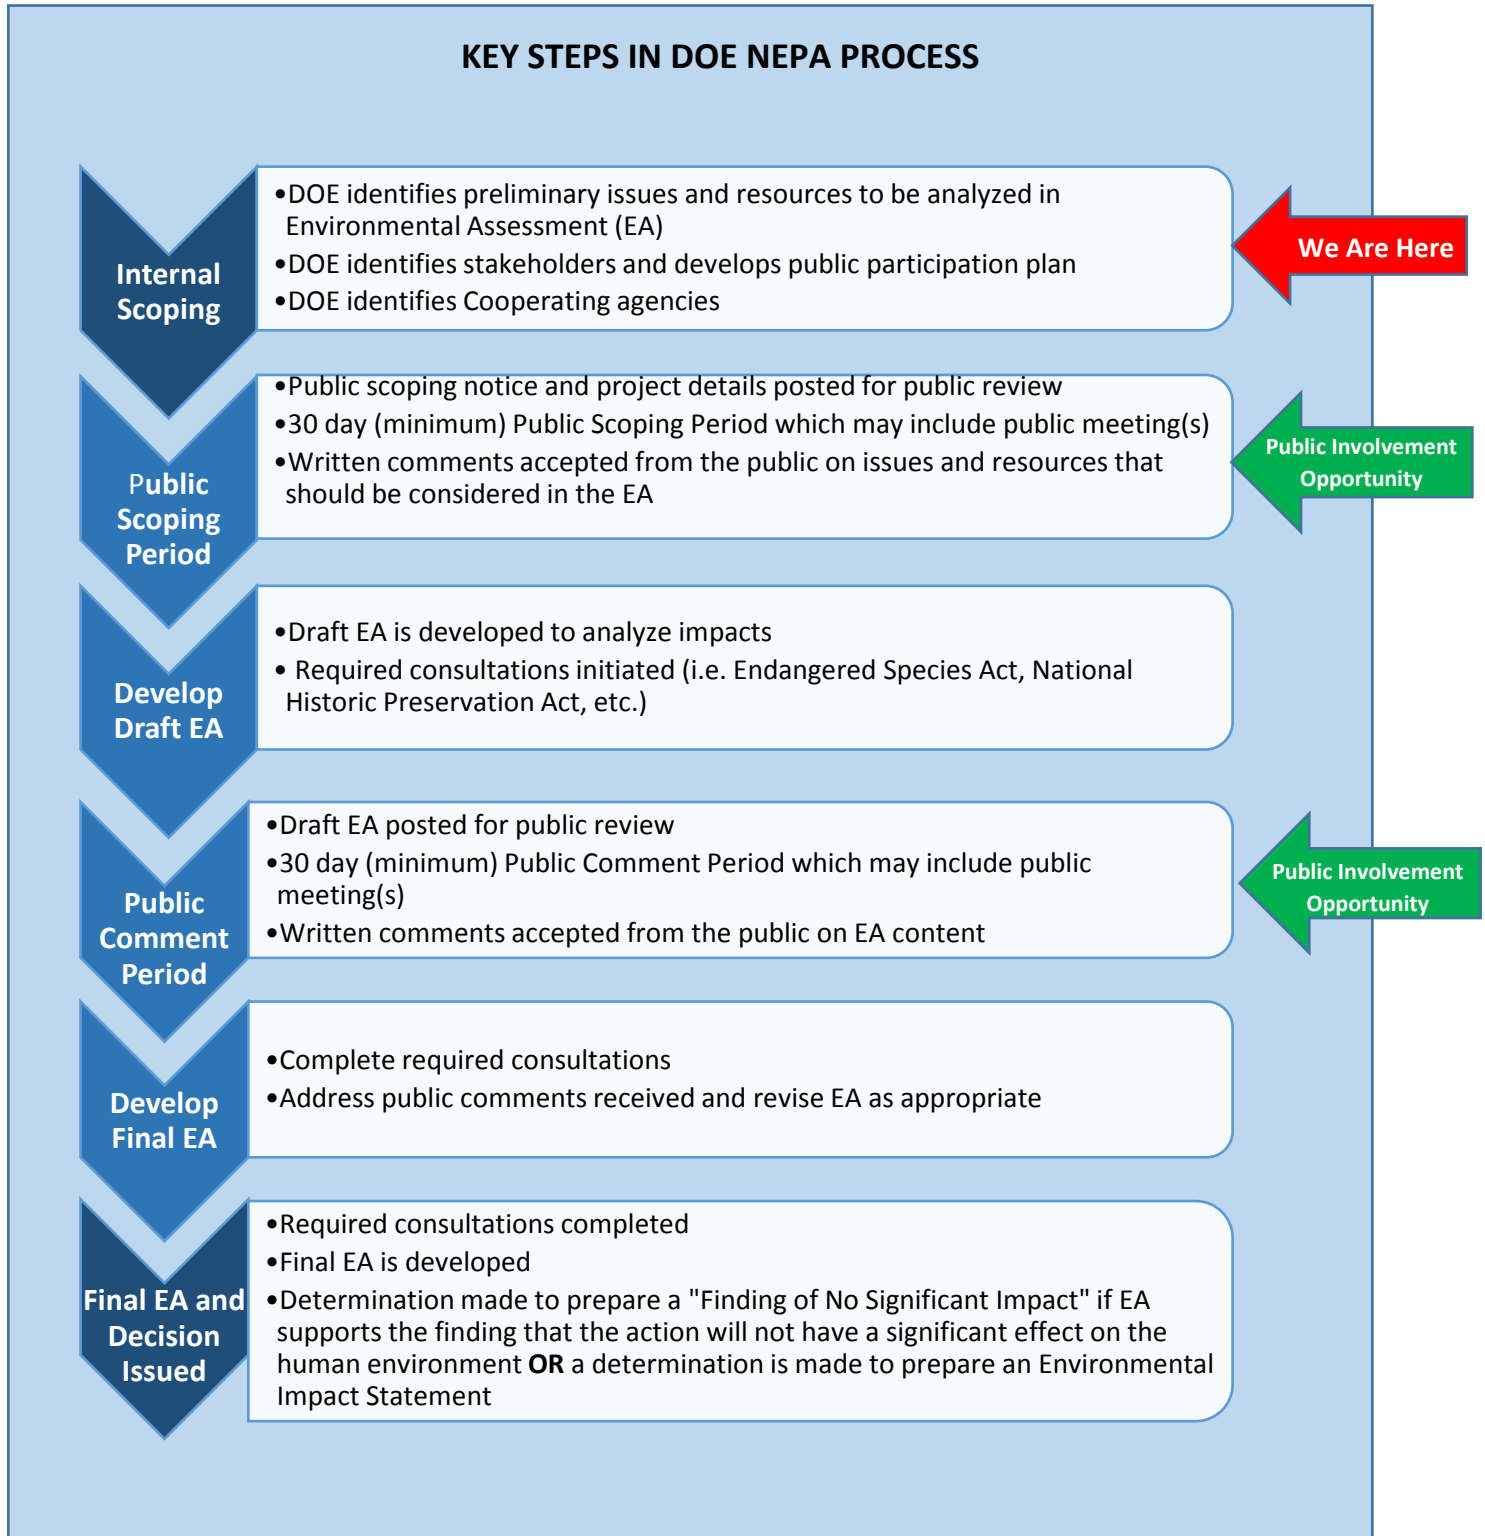 KEY STEPS IN DOE NEPA PROCESS
Internal
Scoping
•DOE identifies preliminary issues and resources to be analyzed in
Environmental Assessment (EA)
•DOE identifies stakeholders and develops public participation plan
•DOE identifies Cooperating agencies
We Are Here
Public
Scoping
Period
•Public scoping notice and project details posted for public review
•30 day (minimum) Public Scoping Period which may include public meeting(s)
•Written comments accepted from the public on issues and resources that
should be considered in the EA
Public Involvement
Opportunity
Develop
Draft EA
•Draft EA is developed to analyze impacts
• Required consultations initiated (i.e. Endangered Species Act, National
Historic Preservation Act, etc.)
Public
Comment
Period
•Draft EA posted for public review
•30 day (minimum) Public Comment Period which may include public
meeting(s)
•Written comments accepted from the public on EA content
Public Involvement
Opportunity
Develop
Final EA
•Complete required consultations
•Address public comments received and revise EA as appropriate
Final EA and
Decision
Issued
•Required consultations completed
•Final EA is developed
•Determination made to prepare a "Finding of No Significant Impact" if EA
supports the finding that the action will not have a significant effect on the
human environment OR a determination is made to prepare an Environmental
Impact Statement